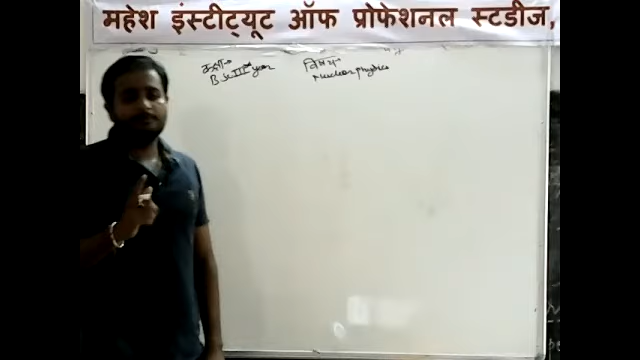 महेश इंस्टीट्यूट ऑफ प्रोफेशनल स्टडीज,
कक्षा- विषय-
B.Sc III year Nuclear physics